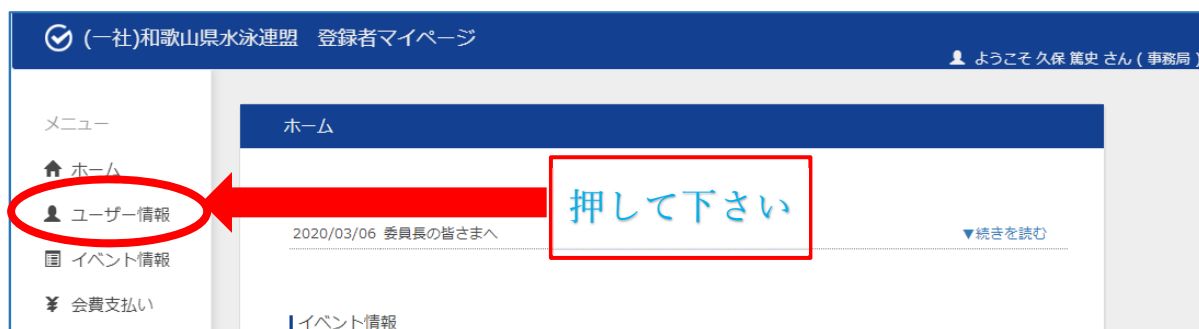 (一社)和歌山県水泳連盟 登録者マイページ
ようこそ 久保 篤史 さん ( 事務局 )
メニュー
ホーム
ユーザー情報
イベント情報
¥ 会費支払い
ホーム
押して下さい
2020/03/06 委員長の皆さまへ
▼続きを読む
イベント情報